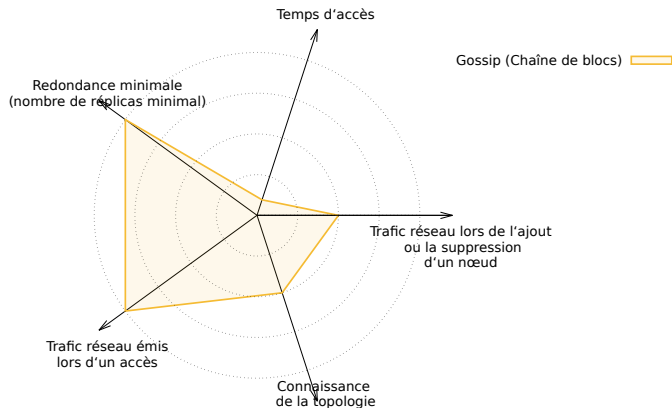 Temps d‘accès
Gossip (Chaîne de blocs)
Redondance minimale
(nombre de réplicas minimal)
Trafic réseau lors de l‘ajout
ou la suppression
d‘un nœud
Trafic réseau émis
lors d‘un accès
Connaissance
de la topologie